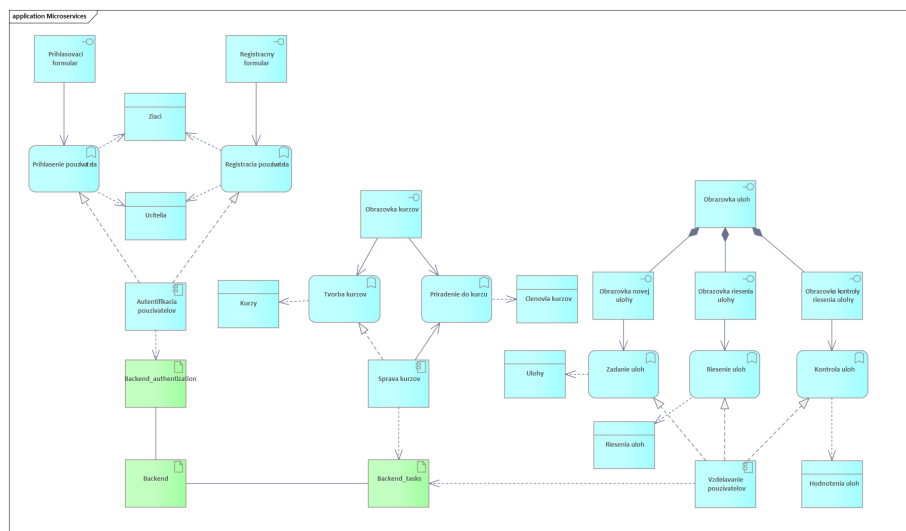 application Microservices
Prihlasovaci
formular
Registracny
formular
Ziaci
Registracia
Prihlasenie
Ucitelia
Obrazovka kurzov
Obrazovka uloh
Autentifikacia
pouzivatelov
Kurzy
Tvorba kurzov
Priradenie do kurzu
Clenovia kurzov
Obrazovka novej
ulohy
Obrazovka riesenia
ulohy
Obrazovka kontroly
riesenia ulohy
Backend_authentization
Sprava kurzov
Ulohy
Zadanie uloh
Riesenie uloh
Kontrola uloh
Riesenia uloh
Backend
Backend_tasks
Vzdelavanie
pouzivatelov
Hodnotenia uloh